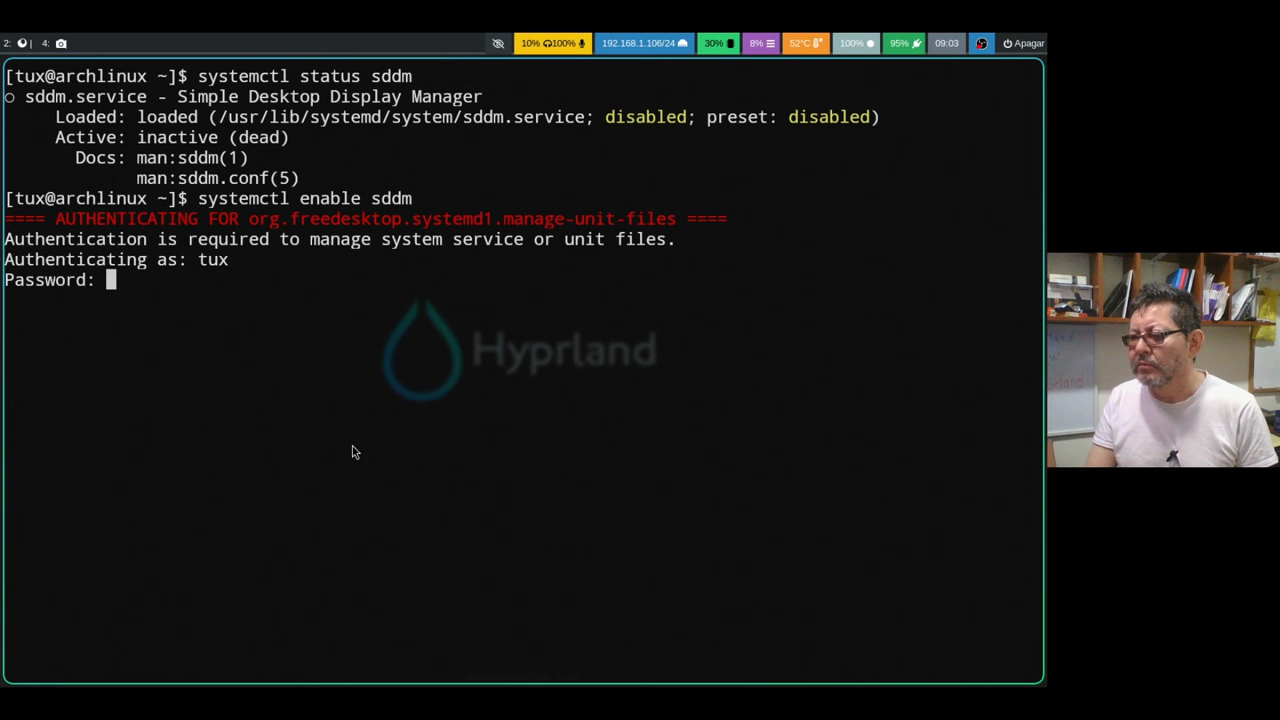 2: | 4: 10% 100% 192.168.1.106/24 30% 8% 52°C 100% 95% 09:03 Apagar
[tux@archlinux ~]$ systemctl status sddm
○ sddm.service - Simple Desktop Display Manager
Loaded: loaded (/usr/lib/systemd/system/sddm.service; disabled; preset: disabled)
Active: inactive (dead)
Docs: man:sddm(1)
man:sddm.conf(5)
[tux@archlinux ~]$ systemctl enable sddm
==== AUTHENTICATING FOR org.freedesktop.systemd1.manage-unit-files ====
Authentication is required to manage system service or unit files.
Authenticating as: tux
Password:
Hyprland